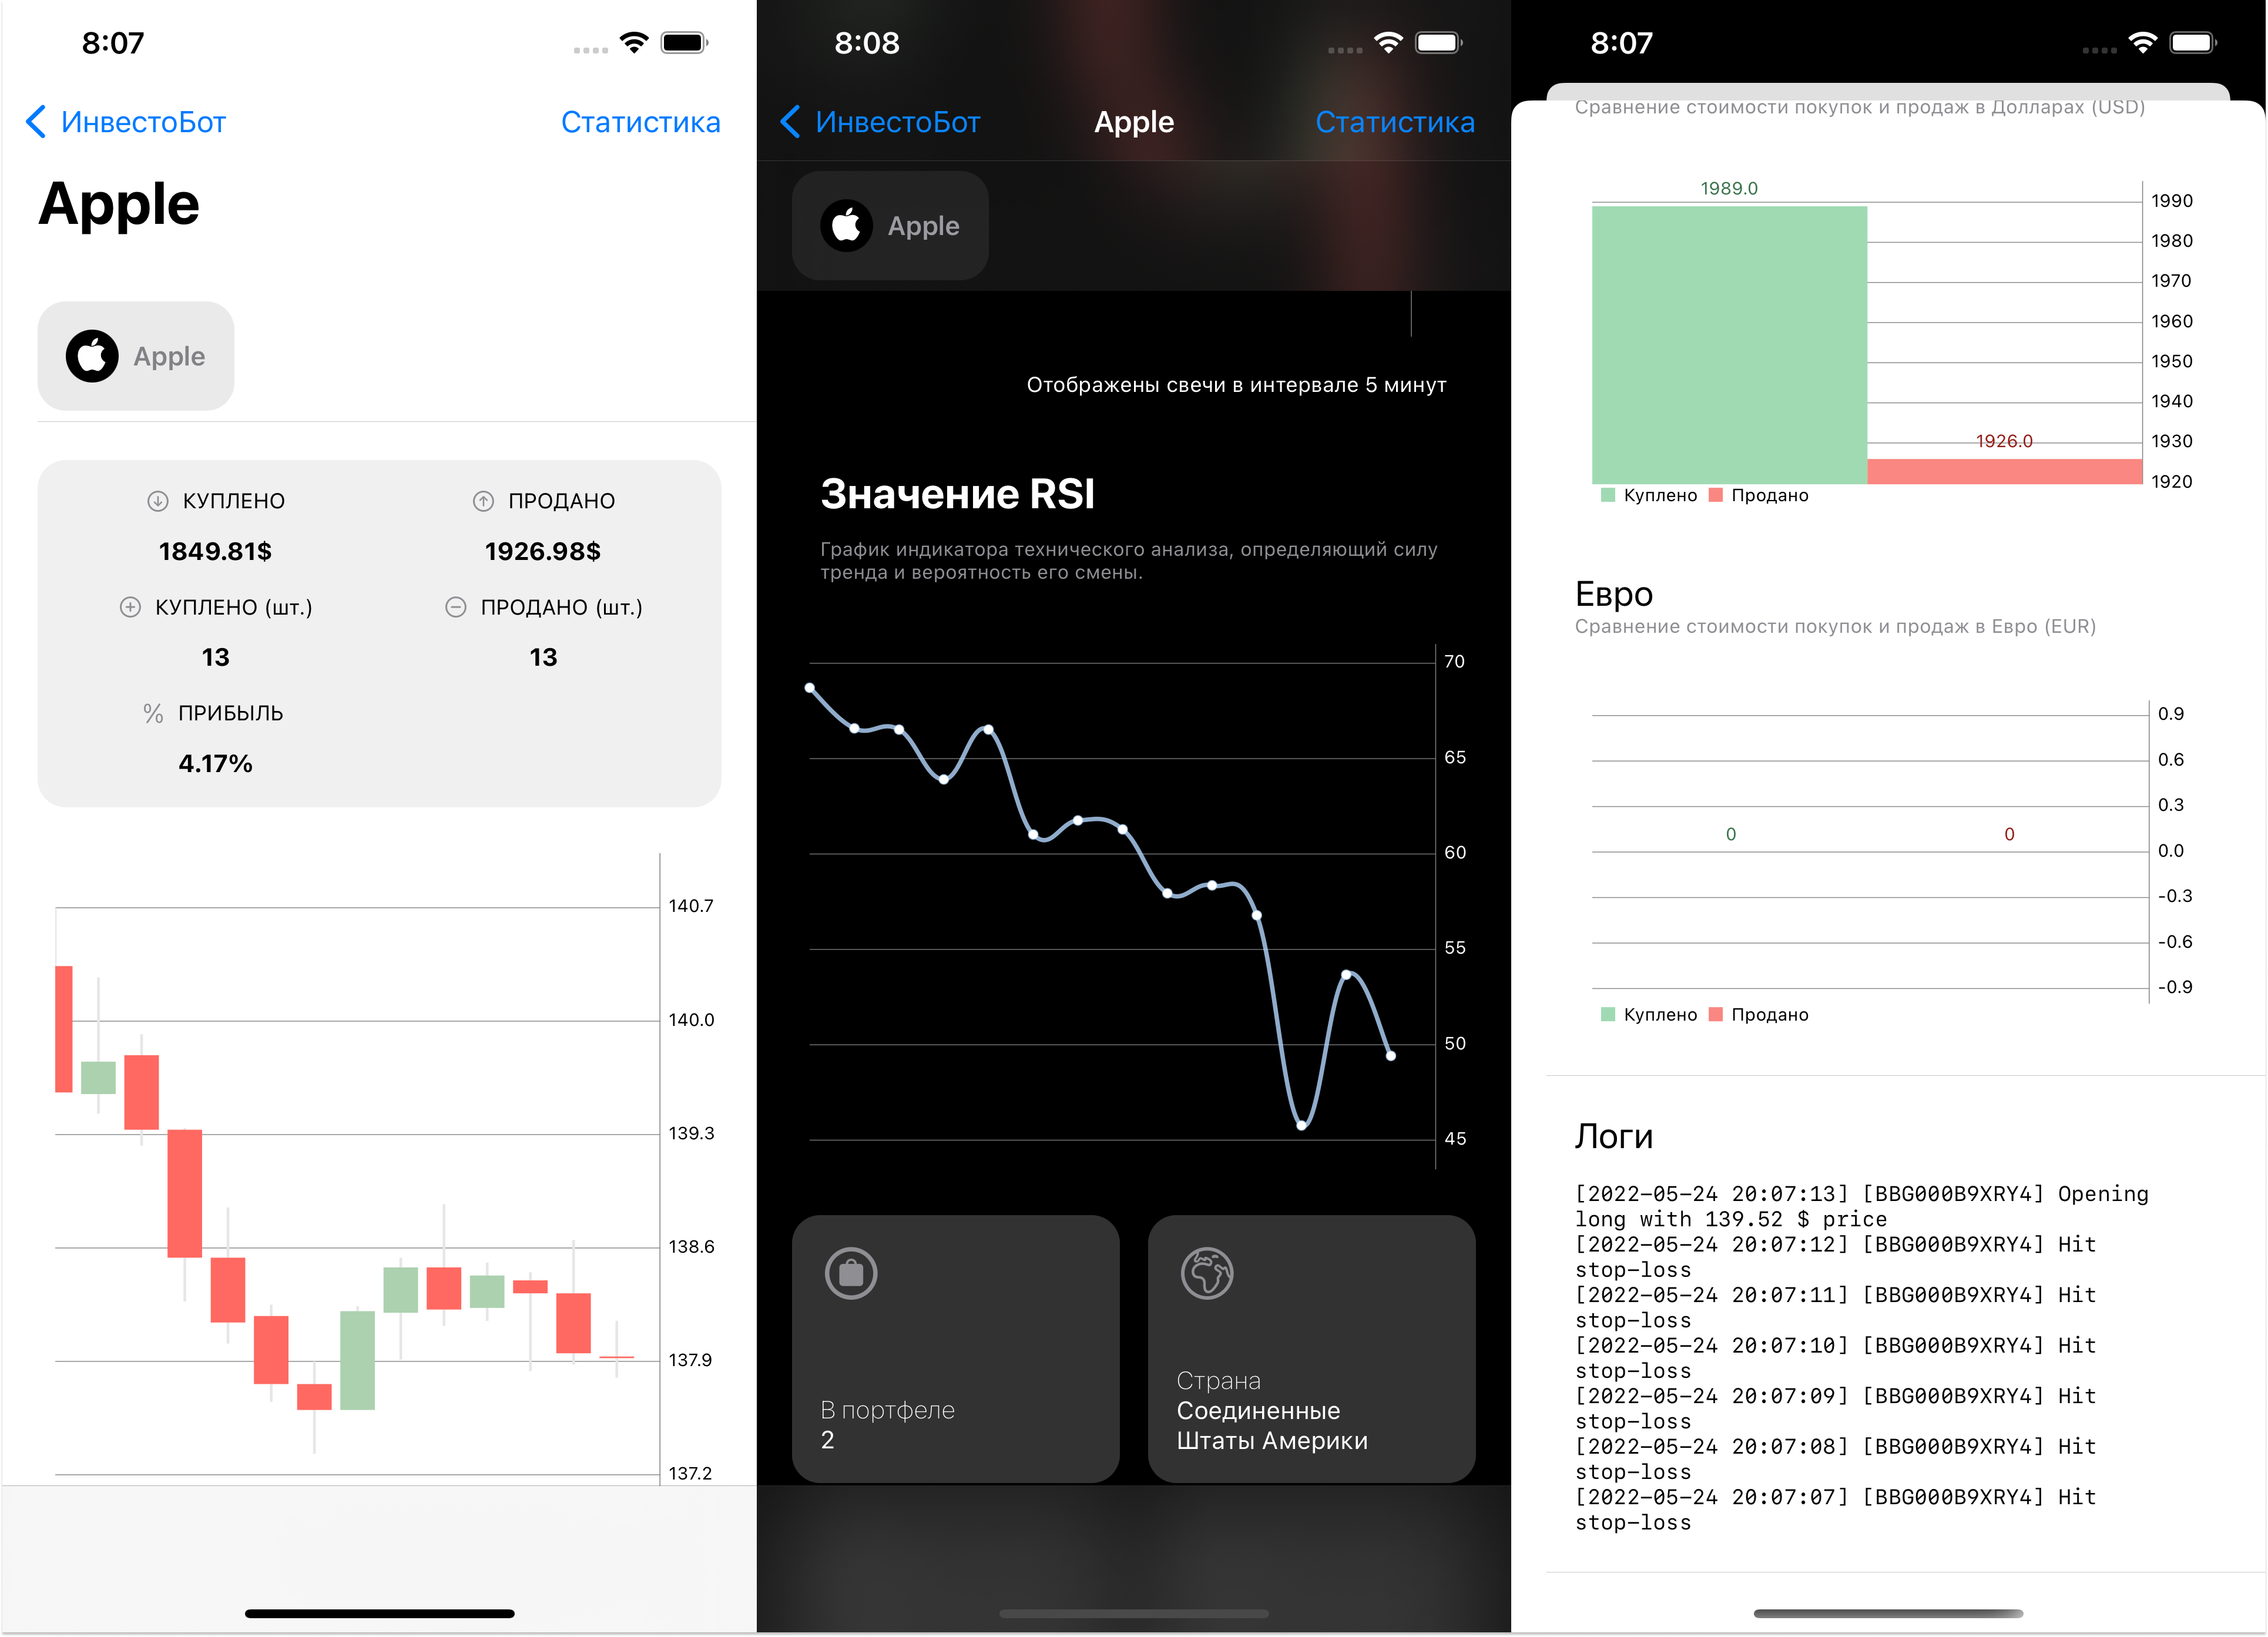 8:07
ИнвестоБот
Статистика
Apple
Apple
КУПЛЕНО
ПРОДАНО
1849.81$
1926.98$
КУПЛЕНО (шт.)
ПРОДАНО (шт.)
13
13
% ПРИБЫЛЬ
4.17%
140.7
140.0
139.3
138.6
137.9
137.2
8:08
ИнвестоБот
Apple
Статистика
Apple
Отображены свечи в интервале 5 минут
Значение RSI
График индикатора технического анализа, определяющий силу
тренда и вероятность его смены.
70
65
60
55
50
45
В портфеле
2
Страна
Соединенные
Штаты Америки
8:07
Сравнение стоимости покупок и продаж в Долларах (USD)
1989.0
1990
1980
1970
1960
1950
1940
1926.0
1930
1920
Куплено
Продано
Евро
Сравнение стоимости покупок и продаж в Евро (EUR)
0.9
0.6
0.3
0
0
0.0
-0.3
-0.6
-0.9
Куплено
Продано
Логи
[2022-05-24 20:07:13] [BBG000B9XRY4] Opening
long with 139.52 $ price
[2022-05-24 20:07:12] [BBG000B9XRY4] Hit
stop-loss
[2022-05-24 20:07:11] [BBG000B9XRY4] Hit
stop-loss
[2022-05-24 20:07:10] [BBG000B9XRY4] Hit
stop-loss
[2022-05-24 20:07:09] [BBG000B9XRY4] Hit
stop-loss
[2022-05-24 20:07:08] [BBG000B9XRY4] Hit
stop-loss
[2022-05-24 20:07:07] [BBG000B9XRY4] Hit
stop-loss